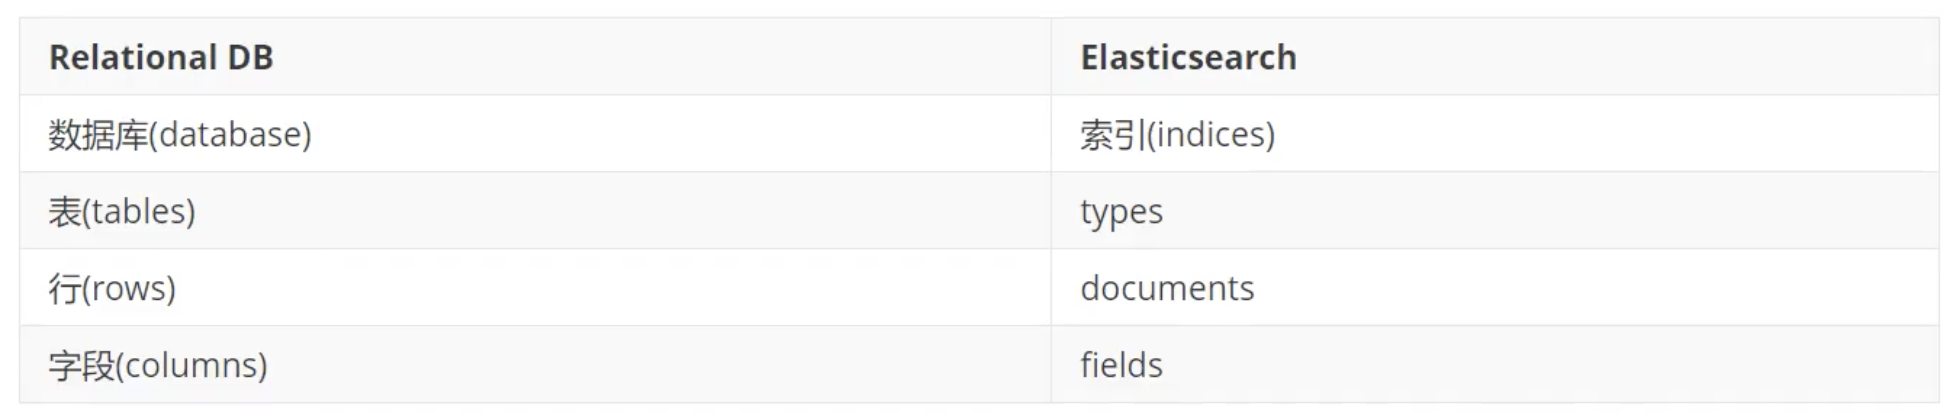 Relational DB Elasticsearch
数据库(database) 索引(indices)
表(tables) types
行(rows) documents
字段(columns) fields